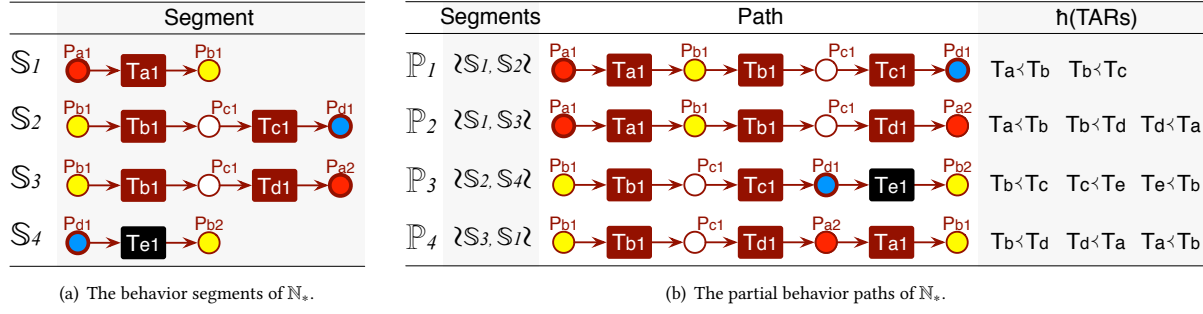 Segment
S1 Pa1 Ta1 Pb1
S2 Pb1 Tb1 Pc1 Tc1 Pd1
S3 Pb1 Tb1 Pc1 Td1 Pa2
S4 Pd1 Te1 Pb2
(a) The behavior segments of ℕ*.
Segments Path ħ(TARs)
ℙ1 ≀𝕊1, 𝕊2≀ Pa1 Ta1 Pb1 Tb1 Pc1 Tc1 Pd1 Ta≺Tb Tb≺Tc
ℙ2 ≀𝕊1, 𝕊3≀ Pa1 Ta1 Pb1 Tb1 Pc1 Td1 Pa2 Ta≺Tb Tb≺Td Td≺Ta
ℙ3 ≀𝕊2, 𝕊4≀ Pb1 Tb1 Pc1 Tc1 Pd1 Te1 Pb2 Tb≺Tc Tc≺Te Te≺Tb
ℙ4 ≀𝕊3, 𝕊1≀ Pb1 Tb1 Pc1 Td1 Pa2 Ta1 Pb1 Tb≺Td Td≺Ta Ta≺Tb
(b) The partial behavior paths of ℕ*.